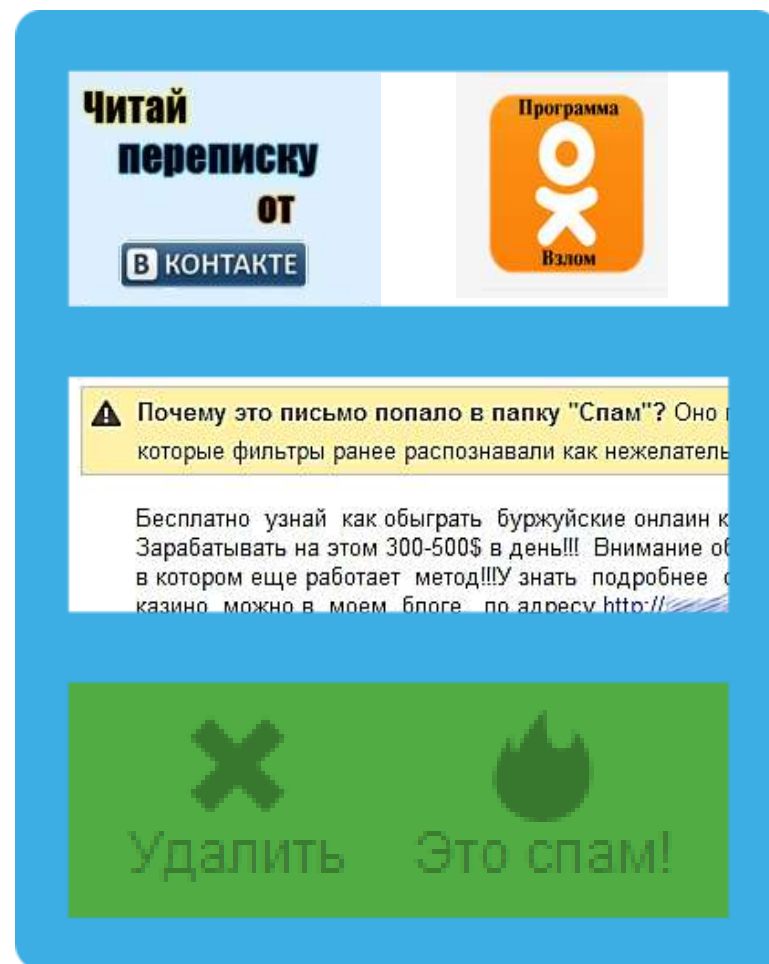 Читай
переписку
от
В КОНТАКТЕ
Программа
Взлом
Почему это письмо попало в папку "Спам"? Оно
которые фильтры ранее распознавали как нежелатель
Бесплатно узнай как обыграть буржуйские онлаин к
Зарабатывать на этом 300-500$ в день!!! Внимание об
в котором еще работает метод!!!У знать подробнее о
казино можно в моем блоге по адресу http://
Удалить
Это спам!